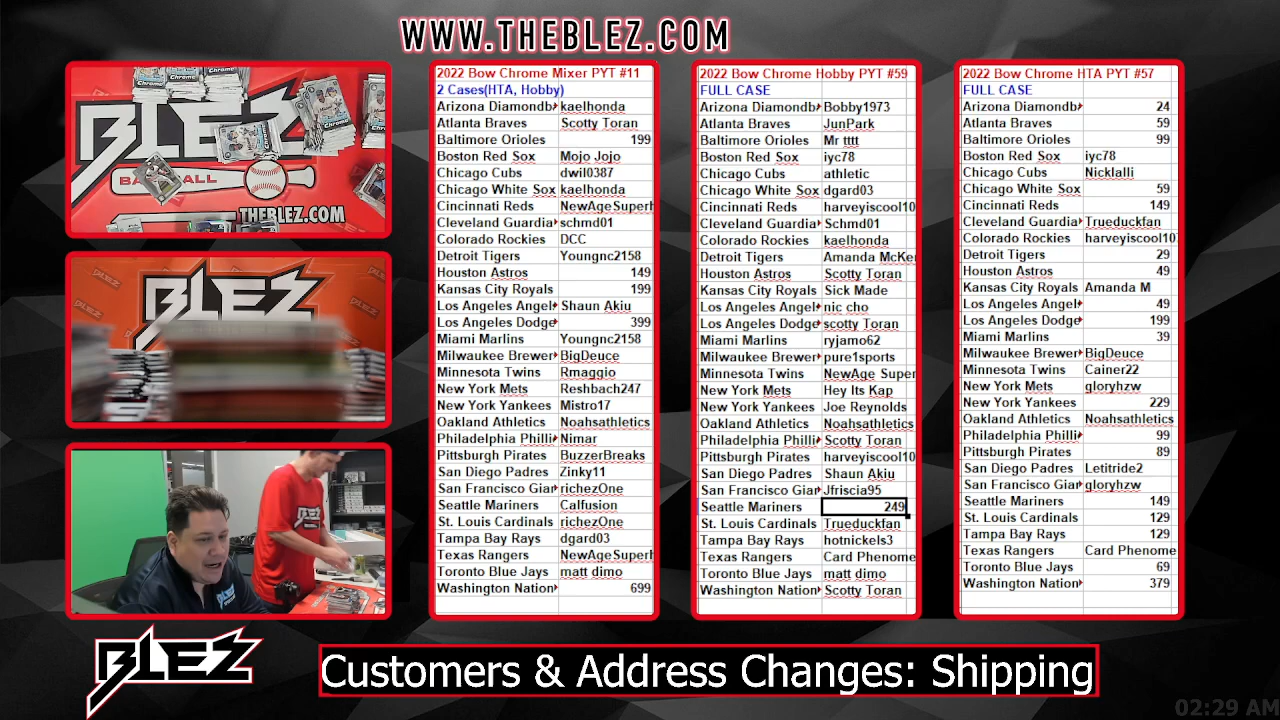 WWW.THEBLEZ.COM
BLEZ
THEBLEZ.COM
BLEZ
2022 Bow Chrome Mixer PYT #11
2 Cases(HTA, Hobby)
Arizona Diamondb kaelhonda
Atlanta Braves Scotty Toran
Baltimore Orioles 199
Boston Red Sox Mojo Jojo
Chicago Cubs dwil0387
Chicago White Sox kaelhonda
Cincinnati Reds NewAgeSuperh
Cleveland Guardia schmd01
Colorado Rockies DCC
Detroit Tigers Youngnc2158
Houston Astros 149
Kansas City Royals 199
Los Angeles Angel Shaun Akiu
Los Angeles Dodge 399
Miami Marlins Youngnc2158
Milwaukee Brewer BigDeuce
Minnesota Twins Rmaggio
New York Mets Reshbach247
New York Yankees Mistro17
Oakland Athletics Noahsathletics
Philadelphia Philli Nimar
Pittsburgh Pirates BuzzerBreaks
San Diego Padres Zinky11
San Francisco Giar richezOne
Seattle Mariners Calfusion
St. Louis Cardinals richezOne
Tampa Bay Rays dgard03
Texas Rangers NewAgeSuperh
Toronto Blue Jays matt dimo
Washington Nation 699
2022 Bow Chrome Hobby PYT #59
FULL CASE
Arizona Diamondb Bobby1973
Atlanta Braves JunPark
Baltimore Orioles Mr tttt
Boston Red Sox iyc78
Chicago Cubs athletic
Chicago White Sox dgard03
Cincinnati Reds harveyiscool10
Cleveland Guardia Schmd01
Colorado Rockies kaelhonda
Detroit Tigers Amanda McKer
Houston Astros Scotty Toran
Kansas City Royals Sick Made
Los Angeles Angel nic cho
Los Angeles Dodge scotty Toran
Miami Marlins ryjamo62
Milwaukee Brewer pure1sports
Minnesota Twins NewAge Super
New York Mets Hey Its Kap
New York Yankees Joe Reynolds
Oakland Athletics Noahsathletics
Philadelphia Philli Scotty Toran
Pittsburgh Pirates harveyiscool10
San Diego Padres Shaun Akiu
San Francisco Giar Jfriscia95
Seattle Mariners 249
St. Louis Cardinals Trueduckfan
Tampa Bay Rays hotnickels3
Texas Rangers Card Phenome
Toronto Blue Jays matt dimo
Washington Nation Scotty Toran
2022 Bow Chrome HTA PYT #57
FULL CASE
Arizona Diamondb 24
Atlanta Braves 59
Baltimore Orioles 99
Boston Red Sox iyc78
Chicago Cubs Nicklalli
Chicago White Sox 59
Cincinnati Reds 149
Cleveland Guardia Trueduckfan
Colorado Rockies harveyiscool10
Detroit Tigers 29
Houston Astros 49
Kansas City Royals Amanda M
Los Angeles Angel 49
Los Angeles Dodge 199
Miami Marlins 39
Milwaukee Brewer BigDeuce
Minnesota Twins Cainer22
New York Mets gloryhzw
New York Yankees 229
Oakland Athletics Noahsathletics
Philadelphia Philli 99
Pittsburgh Pirates 89
San Diego Padres Letitride2
San Francisco Giar gloryhzw
Seattle Mariners 149
St. Louis Cardinals 129
Tampa Bay Rays 129
Texas Rangers Card Phenome
Toronto Blue Jays 69
Washington Nation 379
BLEZ
Customers & Address Changes: Shipping
02:29 AM